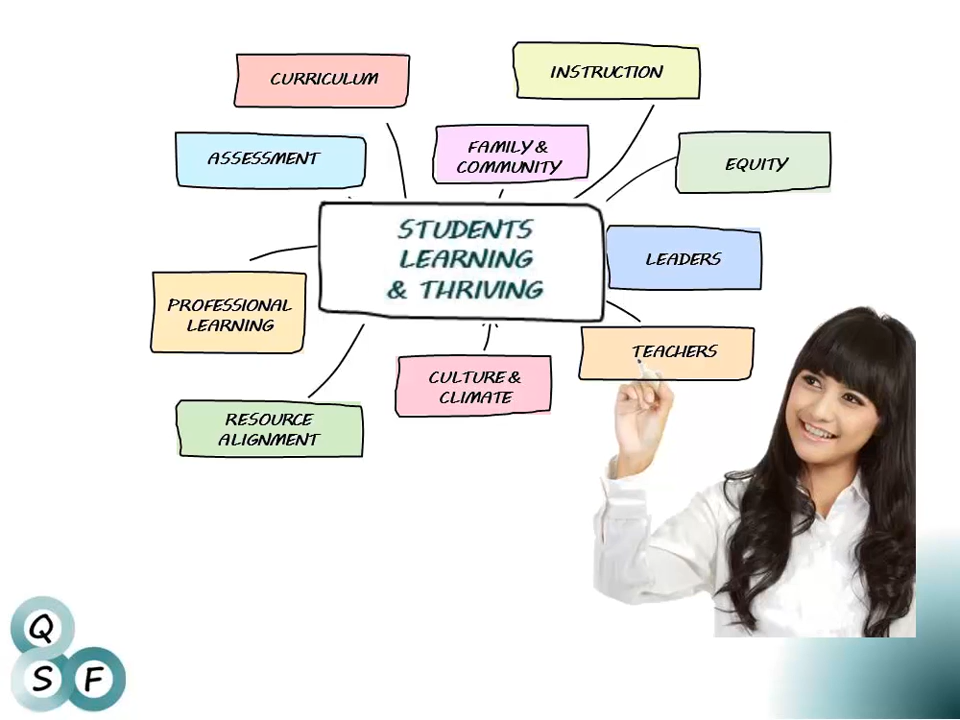 CURRICULUM
INSTRUCTION
ASSESSMENT
FAMILY &
COMMUNITY
EQUITY
STUDENTS
LEARNING
& THRIVING
LEADERS
PROFESSIONAL
LEARNING
TEACHERS
CULTURE &
CLIMATE
RESOURCE
ALIGNMENT
Q
S F